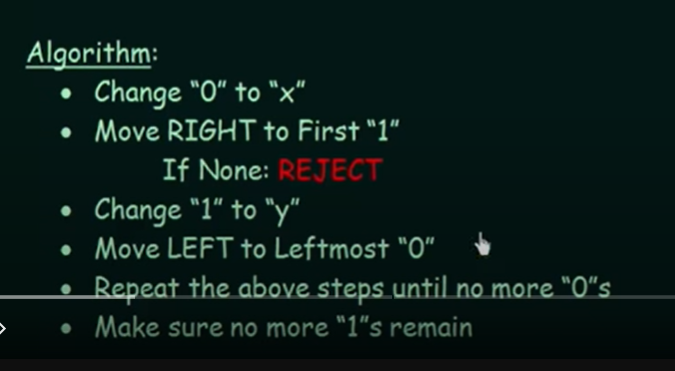 Algorithm:
• Change “0” to “x”
• Move RIGHT to First “1”
If None: REJECT
• Change “1” to “y”
• Move LEFT to Leftmost “0”
• Repeat the above steps until no more “0”s
• Make sure no more “1”s remain